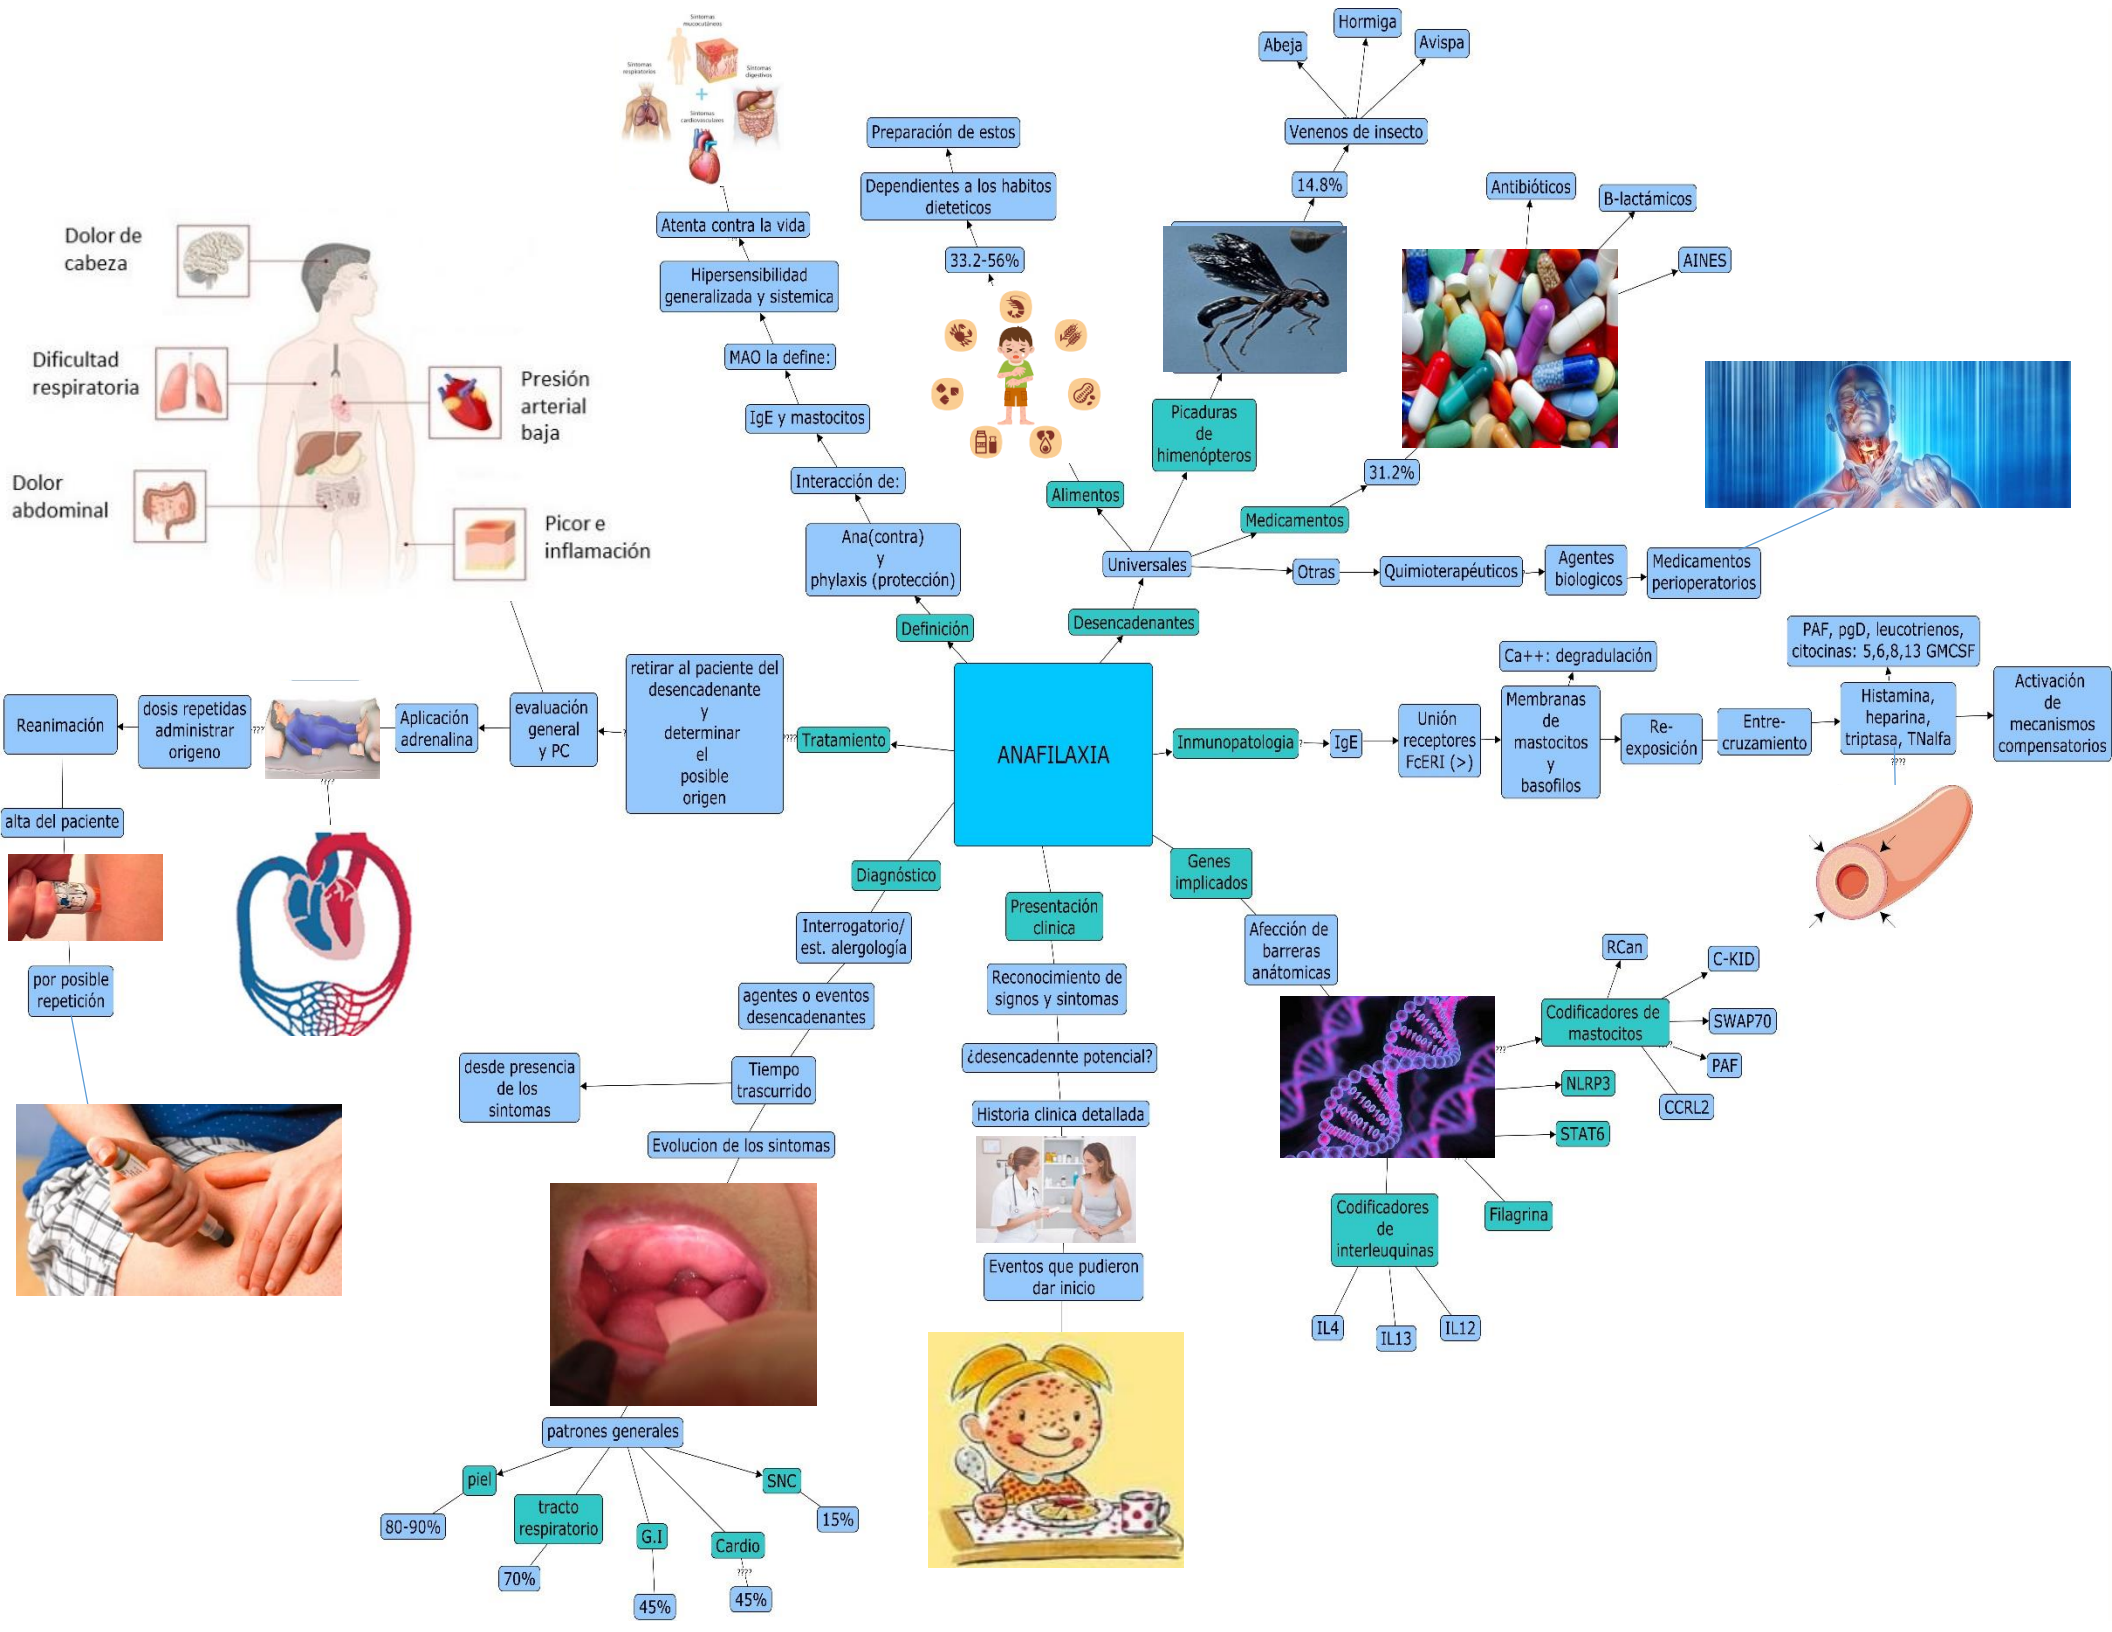 Síntomas
mucocutáneos
Síntomas
respiratorios
Síntomas
digestivos
Síntomas
cardiovasculares
Hormiga
Abeja
Avispa
Venenos de insecto
14.8%
Preparación de estos
Dependientes a los habitos
dieteticos
33.2-56%
Antibióticos
B-lactámicos
AINES
Atenta contra la vida
Hipersensibilidad
generalizada y sistemica
MAO la define:
IgE y mastocitos
Interacción de:
Ana(contra)
y
phylaxis (protección)
Definición
Dolor de
cabeza
Dificultad
respiratoria
Presión
arterial
baja
Dolor
abdominal
Picor e
inflamación
Picaduras
de
himenópteros
Alimentos
31.2%
Medicamentos
Universales
Otras
Quimioterapéuticos
Agentes
biologicos
Medicamentos
perioperatorios
Desencadenantes
ANAFILAXIA
Tratamiento
????
retirar al paciente del
desencadenante
y
determinar
el
posible
origen
evaluación
general
y PC
Aplicación
adrenalina
????
???
dosis repetidas
administrar
origeno
Reanimación
alta del paciente
por posible
repetición
Inmunopatologia
IgE
Unión
receptores
FcERI (>)
Ca++: degradulación
Membranas
de
mastocitos
y
basofilos
Re-
exposición
Entre-
cruzamiento
PAF, pgD, leucotrienos,
citocinas: 5,6,8,13 GMCSF
Histamina,
heparina,
triptasa, TNalfa
????
Activación
de
mecanismos
compensatorios
Diagnóstico
Interrogatorio/
est. alergología
agentes o eventos
desencadenantes
Tiempo
trascurrido
desde presencia
de los
sintomas
Evolucion de los sintomas
patrones generales
piel
80-90%
tracto
respiratorio
70%
G.I
45%
Cardio
????
45%
SNC
15%
Presentación
clinica
Reconocimiento de
signos y sintomas
¿desencadennte potencial?
Historia clinica detallada
Eventos que pudieron
dar inicio
Genes
implicados
Afección de
barreras
anátomicas
???
Codificadores de
mastocitos
RCan
C-KID
SWAP70
PAF
CCRL2
NLRP3
STAT6
Filagrina
Codificadores
de
interleuquinas
IL4
IL13
IL12